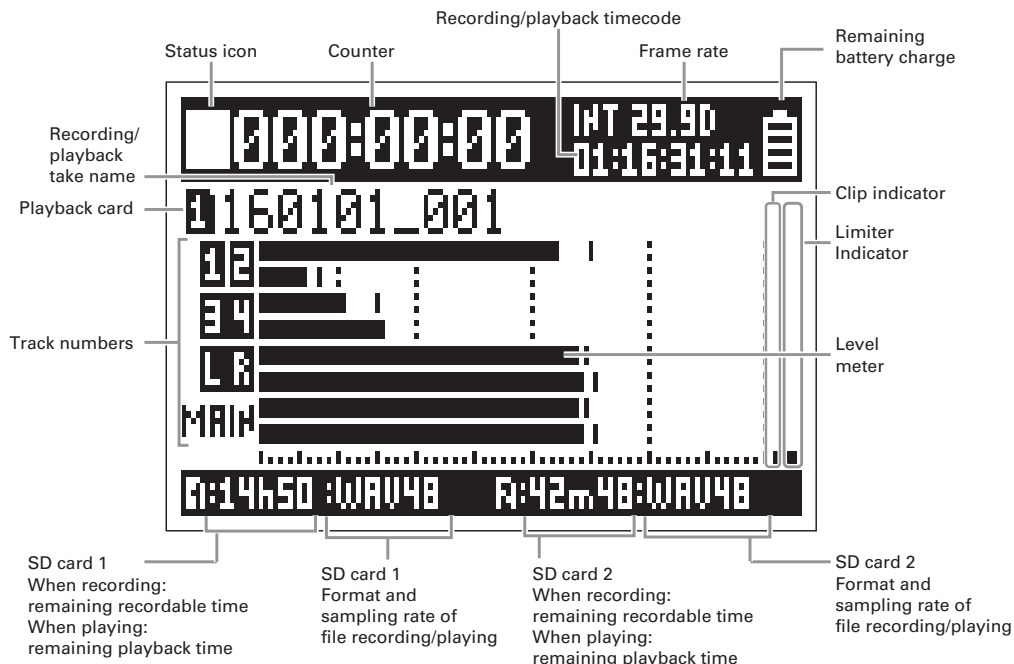 Recording/playback timecode
Status icon
Counter
Frame rate
Remaining
battery charge
000:00:00
INT 29.9D
01:16:31:11
Recording/
playback
take name
Playback card
1 160101_001
Clip indicator
Limiter
Indicator
1 2
3 4
Track numbers
L R
Level
meter
MAIN
:14h50 :WAV48
:42m48:WAV48
SD card 1
When recording:
remaining recordable time
When playing:
remaining playback time
SD card 1
Format and
sampling rate of
file recording/playing
SD card 2
When recording:
remaining recordable time
When playing:
remaining playback time
SD card 2
Format and
sampling rate of
file recording/playing